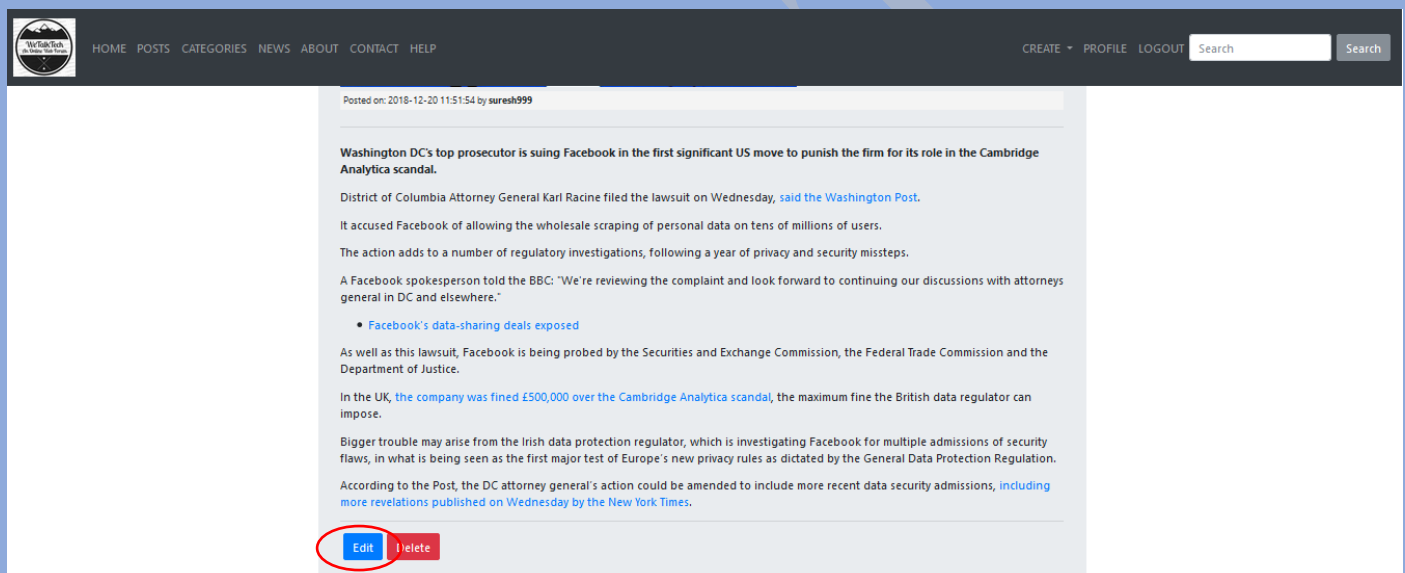 WeTalkTech
HOME POSTS CATEGORIES NEWS ABOUT CONTACT HELP
CREATE PROFILE LOGOUT Search Search
Posted on: 2018-12-20 11:51:54 by suresh999
Washington DC's top prosecutor is suing Facebook in the first significant US move to punish the firm for its role in the Cambridge
Analytica scandal.
District of Columbia Attorney General Karl Racine filed the lawsuit on Wednesday, said the Washington Post.
It accused Facebook of allowing the wholesale scraping of personal data on tens of millions of users.
The action adds to a number of regulatory investigations, following a year of privacy and security missteps.
A Facebook spokesperson told the BBC: "We're reviewing the complaint and look forward to continuing our discussions with attorneys
general in DC and elsewhere."
• Facebook's data-sharing deals exposed
As well as this lawsuit, Facebook is being probed by the Securities and Exchange Commission, the Federal Trade Commission and the
Department of Justice.
In the UK, the company was fined £500,000 over the Cambridge Analytica scandal, the maximum fine the British data regulator can
impose.
Bigger trouble may arise from the Irish data protection regulator, which is investigating Facebook for multiple admissions of security
flaws, in what is being seen as the first major test of Europe's new privacy rules as dictated by the General Data Protection Regulation.
According to the Post, the DC attorney general's action could be amended to include more recent data security admissions, including
more revelations published on Wednesday by the New York Times.
Edit Delete